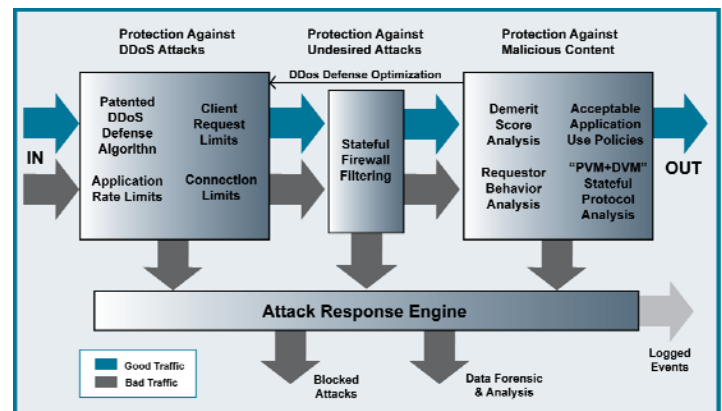 Protection Against
DDoS Attacks
Protection Against
Undesired Attacks
Protection Against
Malicious Content
DDos Defense Optimization
IN
Patented
DDoS
Defense
Algorithn
Client
Request
Limits
Application
Rate Limits
Connection
Limits
Stateful
Firewall
Filtering
Demerit
Score
Analysis
Acceptable
Application
Use Policies
Requestor
Behavior
Analysis
“PVM+DVM”
Stateful
Protocol
Analysis
OUT
Attack Response Engine
Good Traffic
Bad Traffic
Blocked
Attacks
Data Forensic
& Analysis
Logged
Events